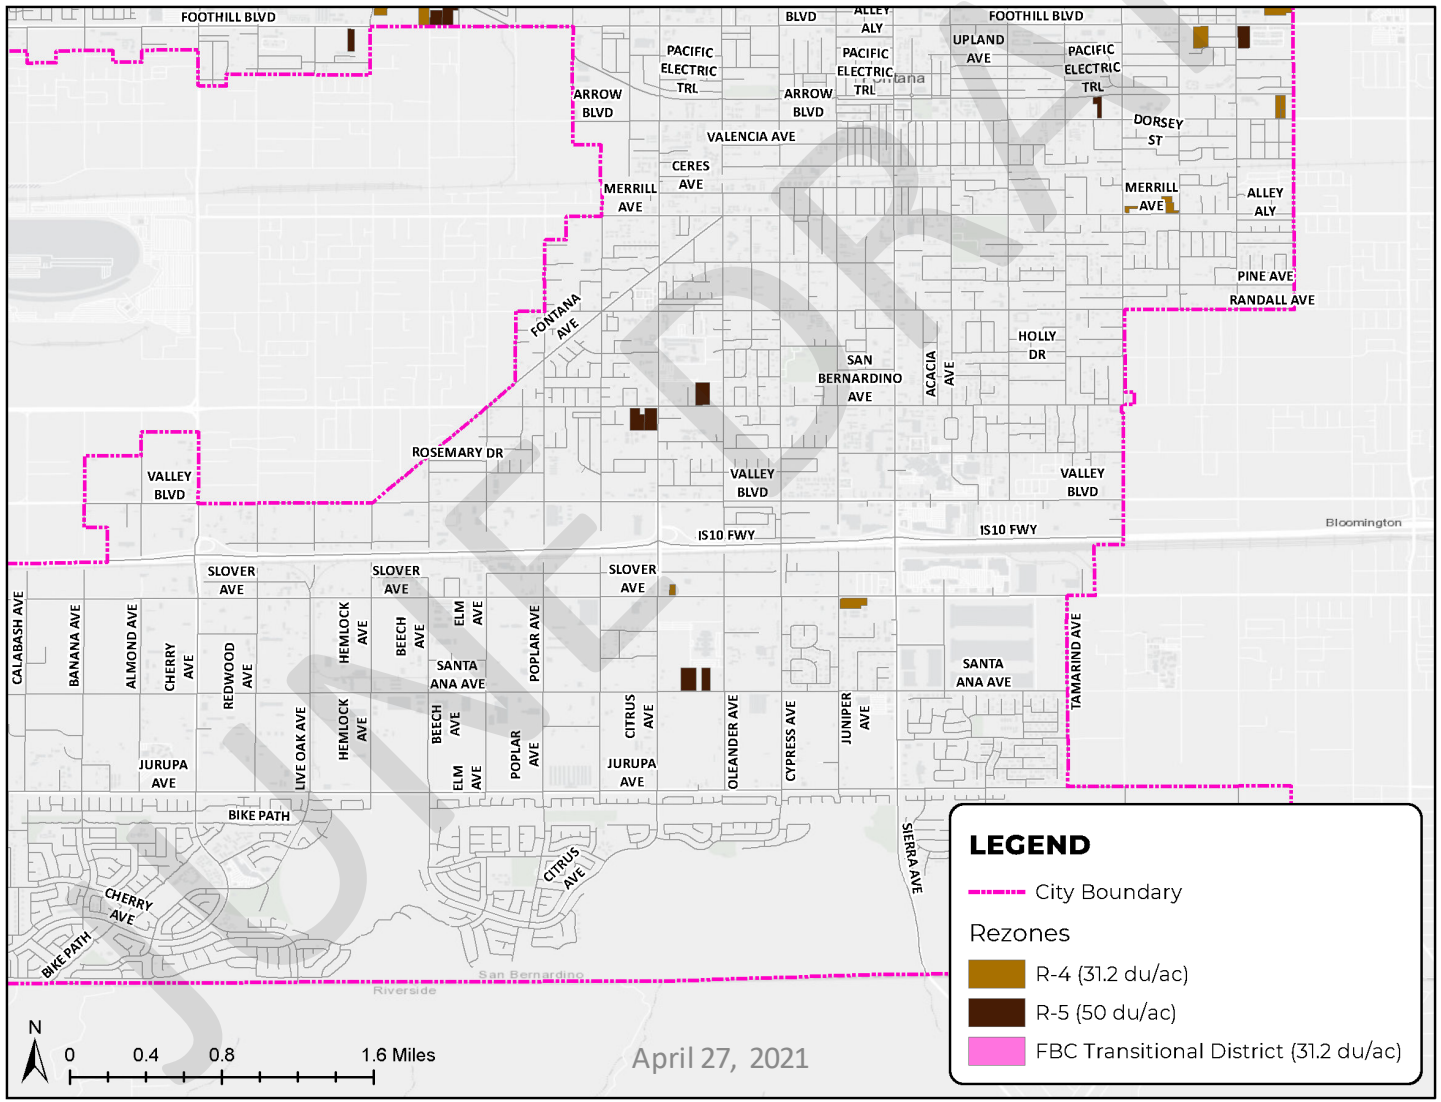 FOOTHILL BLVD
BLVD
ALLEY
ALY
FOOTHILL BLVD
UPLAND
AVE
PACIFIC
ELECTRIC
TRL
PACIFIC
ELECTRIC
TRL
PACIFIC
ELECTRIC
TRL
Fontana
ARROW
BLVD
ARROW
BLVD
DORSEY
ST
VALENCIA AVE
CERES
AVE
MERRILL
AVE
MERRILL
AVE
ALLEY
ALY
PINE AVE
RANDALL AVE
FONTANA
AVE
HOLLY
DR
SAN
BERNARDINO
AVE
ACACIA
AVE
ROSEMARY DR
VALLEY
BLVD
VALLEY
BLVD
VALLEY
BLVD
Bloomington
IS10 FWY
IS10 FWY
SLOVER
AVE
SLOVER
AVE
SLOVER
AVE
CALABASH AVE
BANANA AVE
ALMOND AVE
CHERRY
AVE
REDWOOD
AVE
HEMLOCK
AVE
BEECH
AVE
ELM
AVE
POPLAR AVE
SANTA
ANA AVE
SANTA
ANA AVE
TAMARIND AVE
LIVE OAK AVE
HEMLOCK
AVE
BEECH
AVE
CITRUS
AVE
OLEANDER AVE
CYPRESS AVE
JUNIPER
AVE
JURUPA
AVE
ELM
AVE
POPLAR
AVE
JURUPA
AVE
BIKE PATH
SIERRA AVE
CITRUS
AVE
CHERRY
AVE
BIKE PATH
San Bernardino
Riverside
JUNE DRA
LEGEND
City Boundary
Rezones
R-4 (31.2 du/ac)
R-5 (50 du/ac)
FBC Transitional District (31.2 du/ac)
N
0 0.4 0.8 1.6 Miles
April 27, 2021